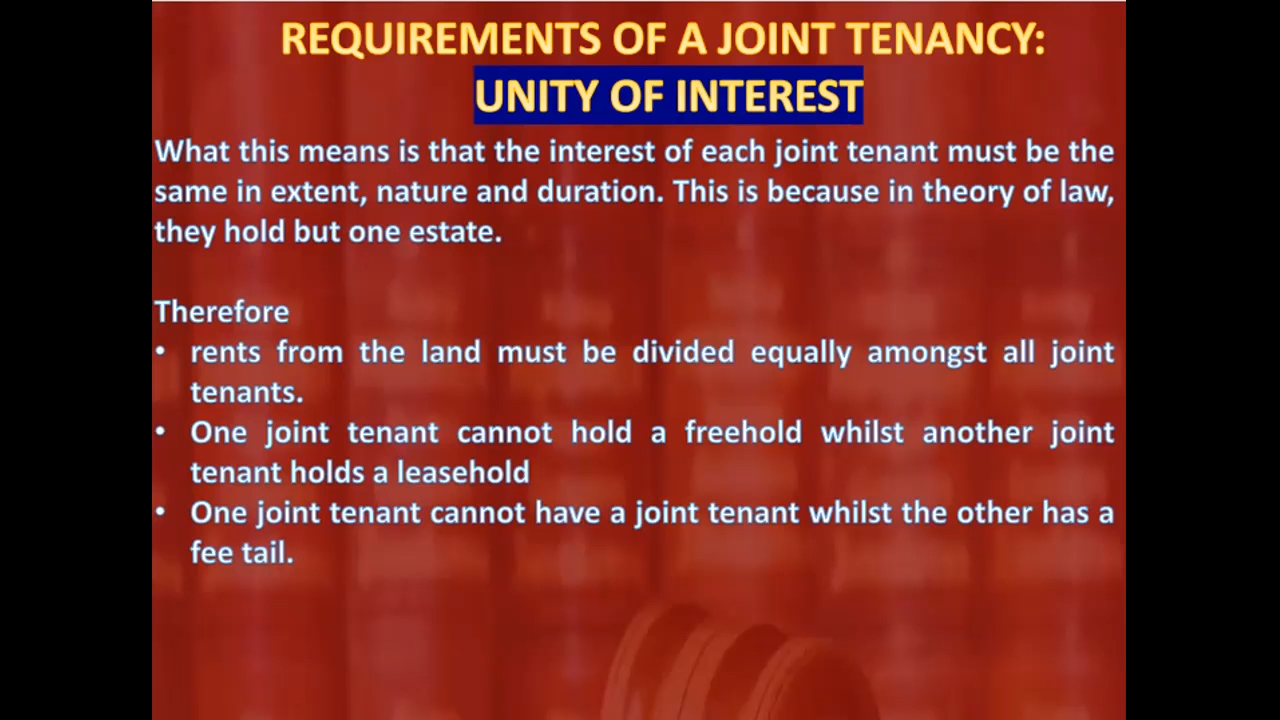 REQUIREMENTS OF A JOINT TENANCY:
UNITY OF INTEREST
What this means is that the interest of each joint tenant must be the
same in extent, nature and duration. This is because in theory of law,
they hold but one estate.
Therefore
• rents from the land must be divided equally amongst all joint
tenants.
• One joint tenant cannot hold a freehold whilst another joint
tenant holds a leasehold
• One joint tenant cannot have a joint tenant whilst the other has a
fee tail.